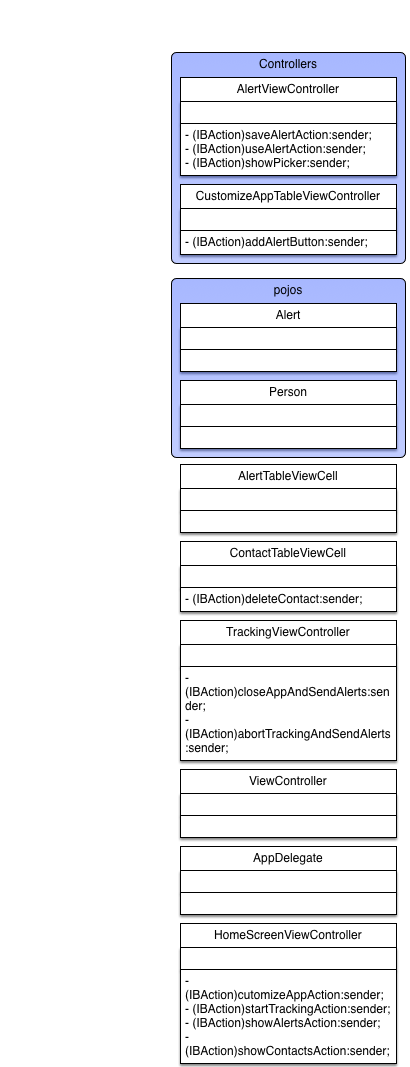 Controllers
AlertViewController
- (IBAction)saveAlertAction:sender;
- (IBAction)useAlertAction:sender;
- (IBAction)showPicker:sender;
CustomizeAppTableViewController
- (IBAction)addAlertButton:sender;
pojos
Alert
Person
AlertTableViewCell
ContactTableViewCell
- (IBAction)deleteContact:sender;
TrackingViewController
-
(IBAction)closeAppAndSendAlerts:sen
der;
-
(IBAction)abortTrackingAndSendAlerts
:sender;
ViewController
AppDelegate
HomeScreenViewController
-
(IBAction)cutomizeAppAction:sender;
- (IBAction)startTrackingAction:sender;
- (IBAction)showAlertsAction:sender;
-
(IBAction)showContactsAction:sender;